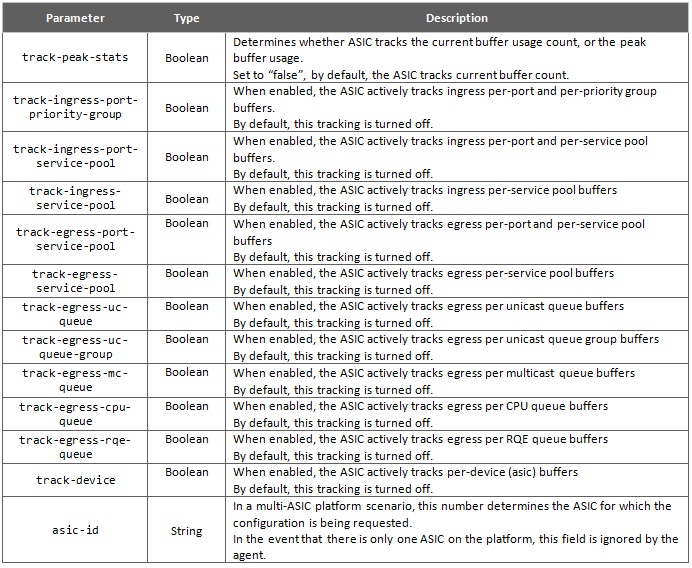 Parameter Type Description
track-peak-stats Boolean Determines whether ASIC tracks the current buffer usage count, or the peak
buffer usage.
Set to “false”, by default, the ASIC tracks current buffer count.
track-ingress-port-
priority-group
Boolean
When enabled, the ASIC actively tracks ingress per-port and per-priority group
buffers.
By default, this tracking is turned off.
track-ingress-port-
service-pool
Boolean
When enabled, the ASIC actively tracks ingress per-port and per-service pool
buffers.
By default, this tracking is turned off.
track-ingress-
service-pool
Boolean
When enabled, the ASIC actively tracks ingress per-service pool buffers
By default, this tracking is turned off.
track-egress-port-
service-pool
Boolean
When enabled, the ASIC actively tracks egress per-port and per-service pool
buffers
By default, this tracking is turned off.
track-egress-
service-pool
Boolean
When enabled, the ASIC actively tracks egress per-service pool buffers
By default, this tracking is turned off.
track-egress-uc-
queue
Boolean
When enabled, the ASIC actively tracks egress per unicast queue buffers
By default, this tracking is turned off.
track-egress-uc-
queue-group
Boolean
When enabled, the ASIC actively tracks egress per unicast queue group buffers
By default, this tracking is turned off.
track-egress-mc-
queue
Boolean
When enabled, the ASIC actively tracks egress per multicast queue buffers
By default, this tracking is turned off.
track-egress-cpu-
queue
Boolean
When enabled, the ASIC actively tracks egress per CPU queue buffers
By default, this tracking is turned off.
track-egress-rqe-
queue
Boolean
When enabled, the ASIC actively tracks egress per RQE queue buffers
By default, this tracking is turned off.
track-device
Boolean
When enabled, the ASIC actively tracks per-device (asic) buffers
By default, this tracking is turned off.
asic-id
String
In a multi-ASIC platform scenario, this number determines the ASIC for which the
configuration is being requested.
In the event that there is only one ASIC on the platform, this field is ignored by the
agent.